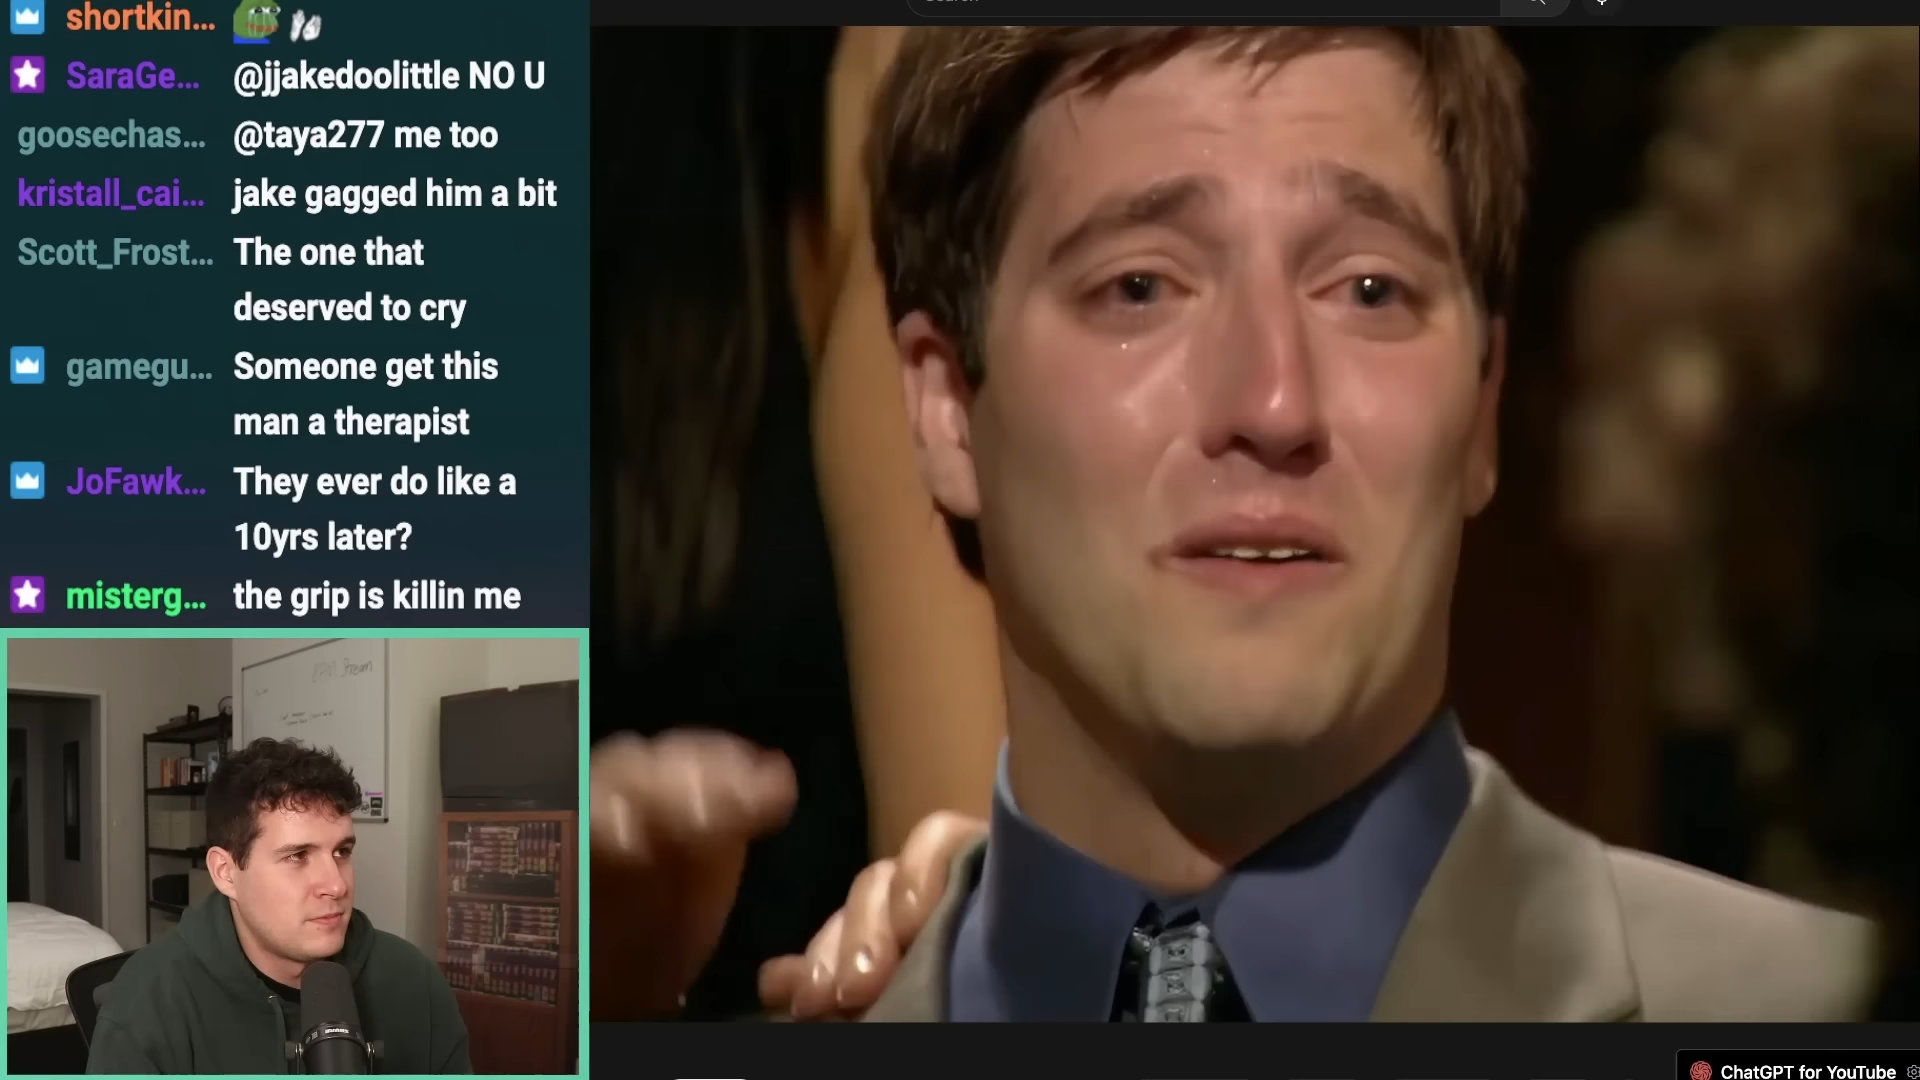 Search
shortkin...
SaraGe... @jjakedoolittle NO U
goosechas... @taya277 me too
kristall_cai... jake gagged him a bit
Scott_Frost... The one that
deserved to cry
gamegu... Someone get this
man a therapist
JoFawk... They ever do like a
10yrs later?
misterg... the grip is killin me
ChatGPT for YouTube